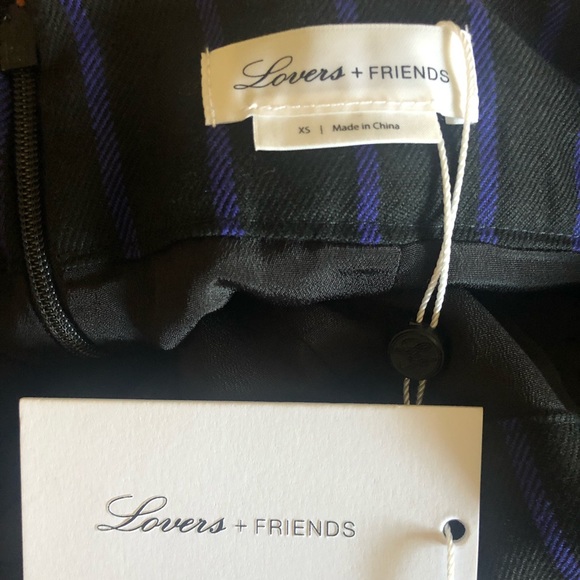 Lovers + FRIENDS
XS | Made in China
Lovers + FRIENDS